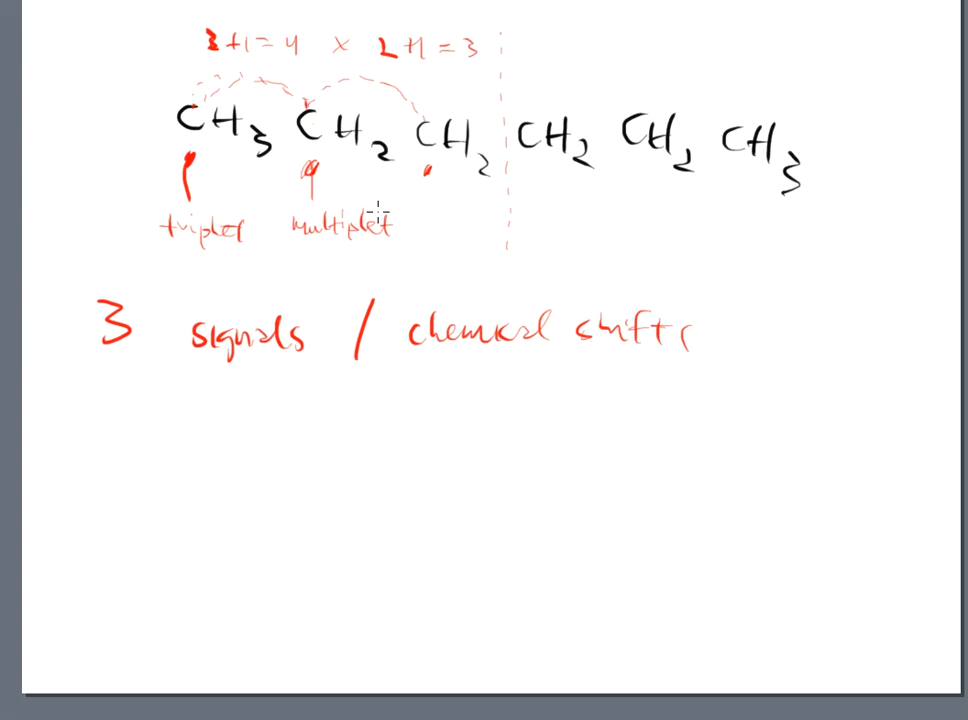 3+1=4 x 2+1=3
CH3 CH2 CH2 CH2 CH2 CH3
triplet multiplet
3 signals / chemical shifts